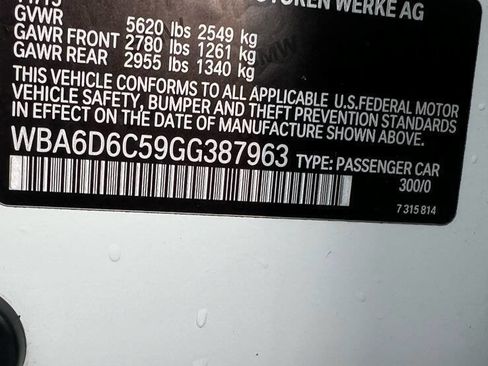 WERKE AG
GVWR 5620 lbs 2549 kg
GAWR FRONT 2780 lbs 1261 kg
GAWR REAR 2955 lbs 1340 kg
THIS VEHICLE CONFORMS TO ALL APPLICABLE U.S.FEDERAL MOTOR
VEHICLE SAFETY, BUMPER AND THEFT PREVENTION STANDARDS
IN EFFECT ON THE DATE OF MANUFACTURE SHOWN ABOVE.
WBA6D6C59GG387963 TYPE: PASSENGER CAR
300/0
7 315 814